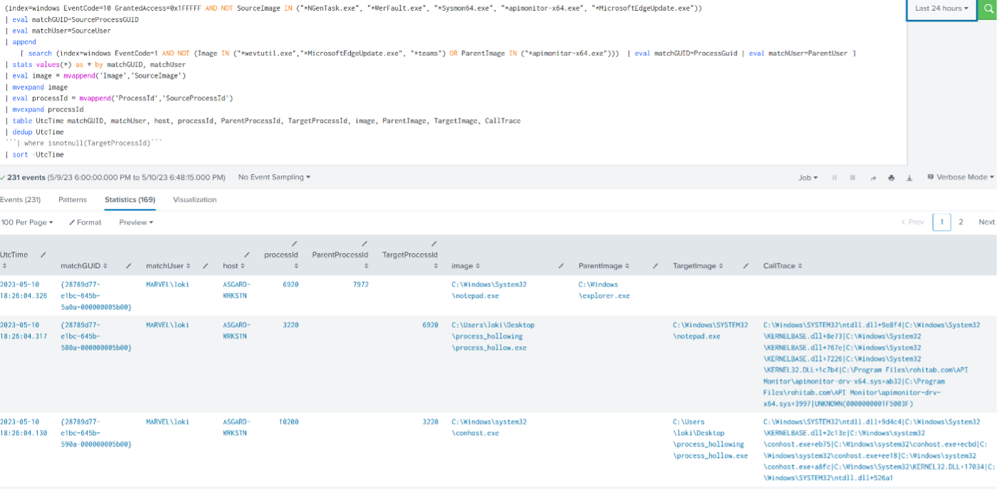 (index=windows EventCode=10 GrantedAccess=0x1FFFFF AND NOT SourceImage IN ("*NGenTask.exe", "*WerFault.exe", "*Sysmon64.exe", "*apimonitor-x64.exe", "*MicrosoftEdgeUpdate.exe"))
Last 24 hours
| eval matchGUID=SourceProcessGUID
| eval matchUser=SourceUser
| append
[ search (index=windows EventCode=1 AND NOT (Image IN ("*wevtutil.exe","*MicrosoftEdgeUpdate.exe", "*teams") OR ParentImage IN ("*apimonitor-x64.exe"))) | eval matchGUID=ProcessGuid | eval matchUser=ParentUser ]
| stats values(*) as * by matchGUID, matchUser
| eval image = mvappend('Image','SourceImage')
| mvexpand image
| eval processId = mvappend('ProcessId','SourceProcessId')
| mvexpand processId
| table UtcTime matchGUID, matchUser, host, processId, ParentProcessId, TargetProcessId, image, ParentImage, TargetImage, CallTrace
| dedup UtcTime
```| where isnotnull(TargetProcessId)```
| sort -UtcTime
231 events (5/9/23 6:00:00.000 PM to 5/10/23 6:48:15.000 PM) No Event Sampling Job Verbose Mode
Events (231) Patterns Statistics (169) Visualization
100 Per Page Format Preview < Prev 1 2 Next
UtcTime matchGUID matchUser host processId ParentProcessId TargetProcessId image ParentImage TargetImage CallTrace
2023-05-10 {28789d77- MARVEL\loki ASGARD- 6920 7972 C:\Windows\System32 C:\Windows
18:26:04.326 e1bc-645b- WRKSTN \notepad.exe \explorer.exe
5a0a-000000005b00}
2023-05-10 {28789d77- MARVEL\loki ASGARD- 3220 6920 C:\Users\loki\Desktop C:\Windows\SYSTEM32 C:\Windows\SYSTEM32\ntdll.dll+9e8f4|C:\Windows\System32
18:26:04.317 e1bc-645b- WRKSTN \process_hollowing \notepad.exe \KERNELBASE.dll+8e73|C:\Windows\System32
580a-000000005b00} \process_hollow.exe \KERNELBASE.dll+767e|C:\Windows\System32
\KERNELBASE.dll+7226|C:\Windows\System32
\KERNEL32.DLL+1c7b4|C:\Program Files\rohitab.com\API
Monitor\apimonitor-drv-x64.sys+ab32|C:\Program
Files\rohitab.com\API Monitor\apimonitor-drv-
x64.sys+3997|UNKNOWN(0000000001F5003F)
2023-05-10 {28789d77- MARVEL\loki ASGARD- 10200 3220 C:\Windows\system32 C:\Users C:\Windows\SYSTEM32\ntdll.dll+9d4c4|C:\Windows\System32
18:26:04.130 e1bc-645b- WRKSTN \conhost.exe \loki\Desktop \KERNELBASE.dll+2c13e|C:\Windows\system32
590a-000000005b00} \process_hollowing \conhost.exe+eb75|C:\Windows\system32\conhost.exe+ecbd|C:
\process_hollow.exe \Windows\system32\conhost.exe+ee18|C:\Windows\system32
\conhost.exe+a8fc|C:\Windows\System32\KERNEL32.DLL+17034|C:
\Windows\SYSTEM32\ntdll.dll+526a1